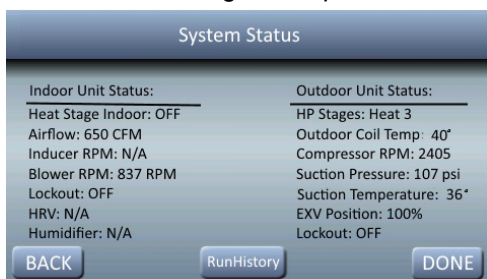 System Status
Indoor Unit Status:
Heat Stage Indoor: OFF
Airflow: 650 CFM
Inducer RPM: N/A
Blower RPM: 837 RPM
Lockout: OFF
HRV: N/A
Humidifier: N/A
Outdoor Unit Status:
HP Stages: Heat 3
Outdoor Coil Temp: 40°
Compressor RPM: 2405
Suction Pressure: 107 psi
Suction Temperature: 36°
EXV Position: 100%
Lockout: OFF
BACK
RunHistory
DONE